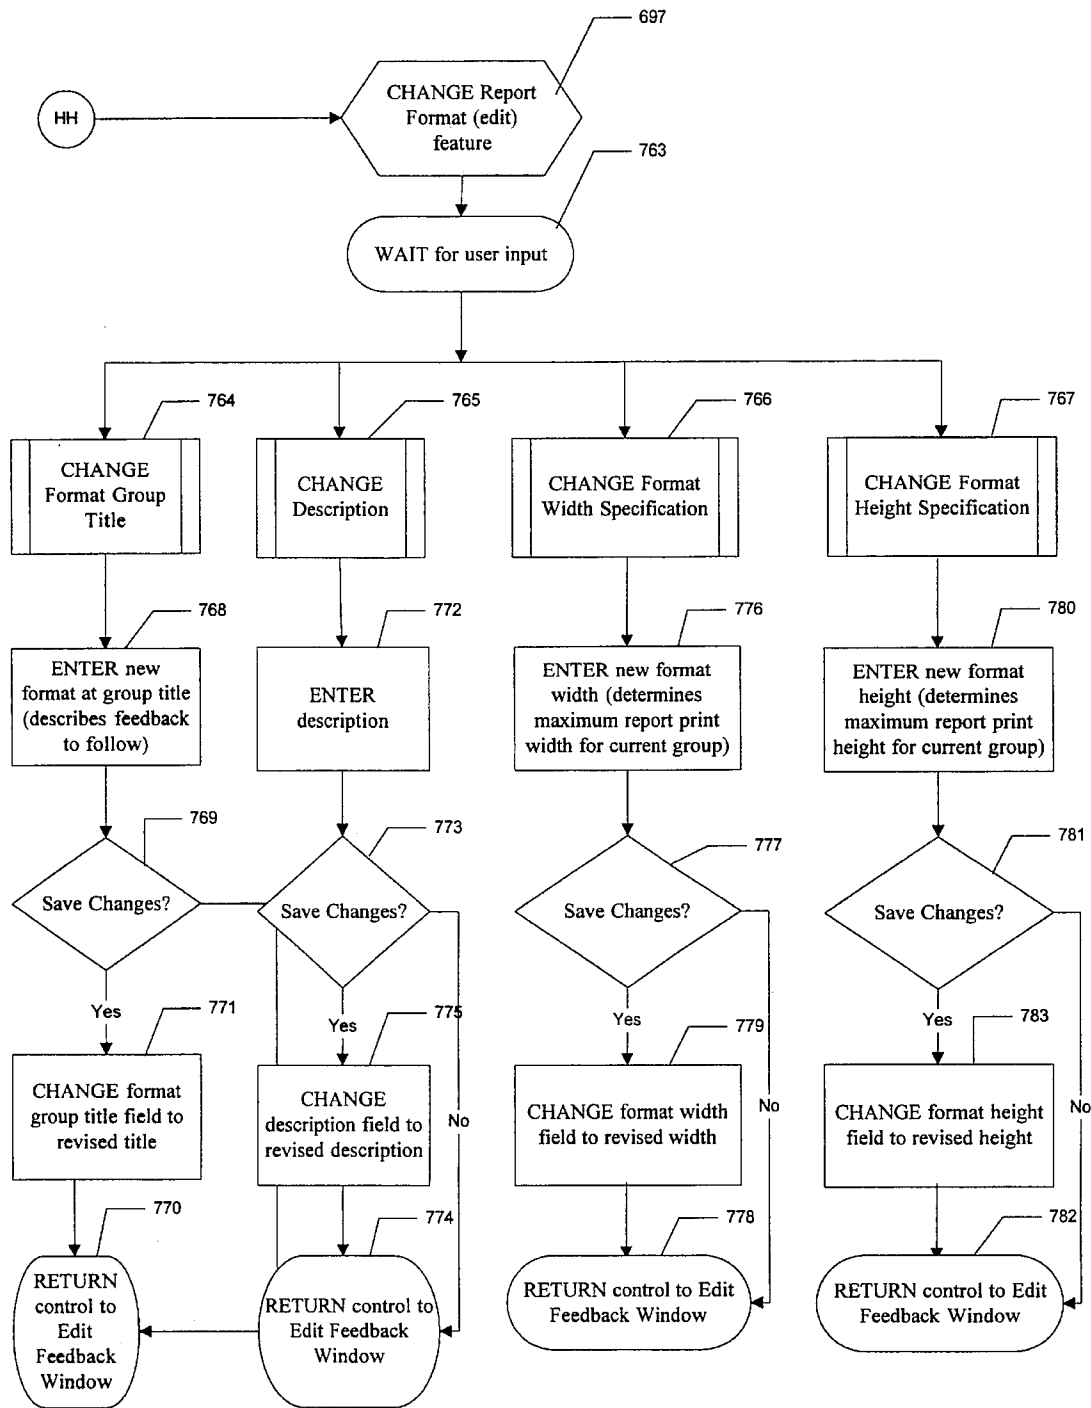 697
HH
CHANGE Report
Format (edit)
feature
763
WAIT for user input
764
765
766
767
CHANGE
Format Group
Title
CHANGE
Description
CHANGE Format
Width Specification
CHANGE Format
Height Specification
768
772
776
780
ENTER new
format at group title
(describes feedback
to follow)
ENTER
description
ENTER new format
width (determines
maximum report print
width for current group)
ENTER new format
height (determines
maximum report print
height for current group)
769
773
777
781
Save Changes?
Save Changes?
Save Changes?
Save Changes?
Yes
771
Yes
775
Yes
779
Yes
783
CHANGE format
group title field to
revised title
CHANGE
description field to
revised description
No
CHANGE format width
field to revised width
No
CHANGE format height
field to revised height
No
770
774
778
782
RETURN
control to
Edit
Feedback
Window
RETURN control to
Edit Feedback
Window
RETURN control to Edit
Feedback Window
RETURN control to Edit
Feedback Window